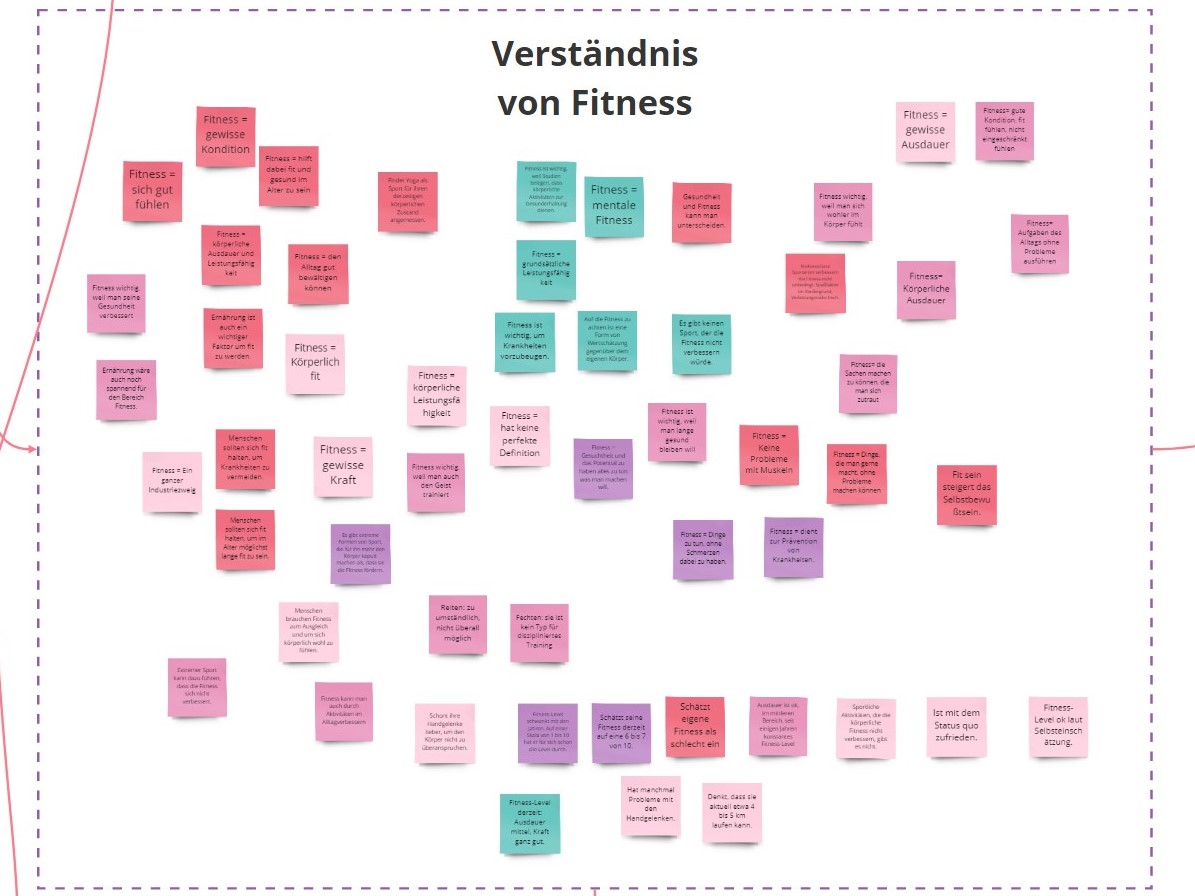 Verständnis
von Fitness
Fitness =
gewisse
Kondition
Fitness = hilft
dabei fit und
gesund im
Alter zu sein
Fitness =
sich gut
fühlen
Findet Yoga als
Sport für ihren
derzeitigen
körperlichen
Zustand
angemessen.
Fitness ist wichtig,
weil Studien
belegen, dass
körperliche
Aktivitäten zur
Gesunderhaltung
dienen.
Fitness =
mentale
Fitness
Gesundheit
und Fitness
kann man
unterscheiden.
Fitness wichtig,
weil man sich
wohler im
Körper fühlt
Fitness =
gewisse
Ausdauer
Fitness= gute
Kondition, fit
fühlen, nicht
eingeschränkt
fühlen
Fitness=
Aufgaben des
Alltags ohne
Probleme
ausführen
Fitness =
körperliche
Ausdauer und
Leistungsfähig
keit
Fitness = den
Alltag gut
bewältigen
können
Fitness =
grundsätzliche
Leistungsfähig
keit
Fitness=
Körperliche
Ausdauer
Fitness wichtig,
weil man seine
Gesundheit
verbessert
Ernährung ist
auch ein
wichtiger
Faktor um fit
zu werden.
Fitness =
Körperlich
fit
Fitness ist
wichtig, um
Krankheiten
vorzubeugen.
Auf die Fitness zu
achten ist eine
Form von
Wertschätzung
gegenüber dem
eigenen Körper.
Es gibt keinen
Sport, der die
Fitness nicht
verbessern
würde.
Ernährung wäre
auch noch
spannend für
den Bereich
Fitness.
Fitness =
körperliche
Leistungsfä
higkeit
Fitness= die
Sachen machen
zu können, die
man sich
zutraut
Fitness =
hat keine
perfekte
Definition
Fitness ist
wichtig, weil
man lange
gesund
bleiben will
Menschen
sollten sich fit
halten, um
Krankheiten zu
vermeiden.
Fitness =
gewisse
Kraft
Fitness = Ein
ganzer
Industriezweig
Fitness wichtig,
weil man auch
den Geist
trainiert
Fitness =
Gesundheit und
das Potenzial zu
haben alles zu tun
was man machen
will.
Fitness =
Keine
Probleme
mit Muskeln
Fitness = Dinge,
die man gerne
macht, ohne
Probleme
machen können
Fit sein
steigert das
Selbstbewu
ßtsein.
Menschen
sollten sich fit
halten, um im
Alter möglichst
lange fit zu sein.
Es gibt extreme
Formen von Sport,
die für ihn mehr den
Körper kaputt
machen als, dass sie
die Fitness fördern.
Fitness = Dinge
zu tun, ohne
Schmerzen
dabei zu haben.
Fitness = dient
zur Prävention
von
Krankheiten.
Menschen
brauchen Fitness
zum Ausgleich
und um sich
körperlich wohl zu
fühlen.
Reiten: zu
umständlich,
nicht überall
möglich
Fechten: sie ist
kein Typ für
diszipliniertes
Training
Extremer Sport
kann dazu führen,
dass die Fitness
sich nicht
verbessert.
Fitness kann man
auch durch
Aktivitäten im
Alltag verbessern
Schont ihre
Handgelenke
lieber, um den
Körper nicht zu
überanspruchen.
Fitness-Level
schwankt mit den
Jahren. Auf einer
Skala von 1 bis 10
hat er für sich schon
alle Level durch.
Schätzt seine
Fitness derzeit
auf eine 6 bis 7
von 10.
Schätzt
eigene
Fitness als
schlecht ein
Ausdauer ist ok,
im mittleren
Bereich, seit
einigen Jahren
konstantes
Fitness-Level
Sportliche
Aktivitäten, die die
körperliche
Fitness nicht
verbessern, gibt
es nicht.
Ist mit dem
Status quo
zufrieden.
Fitness-
Level ok laut
Selbsteinsch
ätzung.
Fitness-Level
derzeit:
Ausdauer
mittel, Kraft
ganz gut.
Hat manchmal
Probleme mit
den
Handgelenken.
Denkt, dass sie
aktuell etwa 4
bis 5 km
laufen kann.